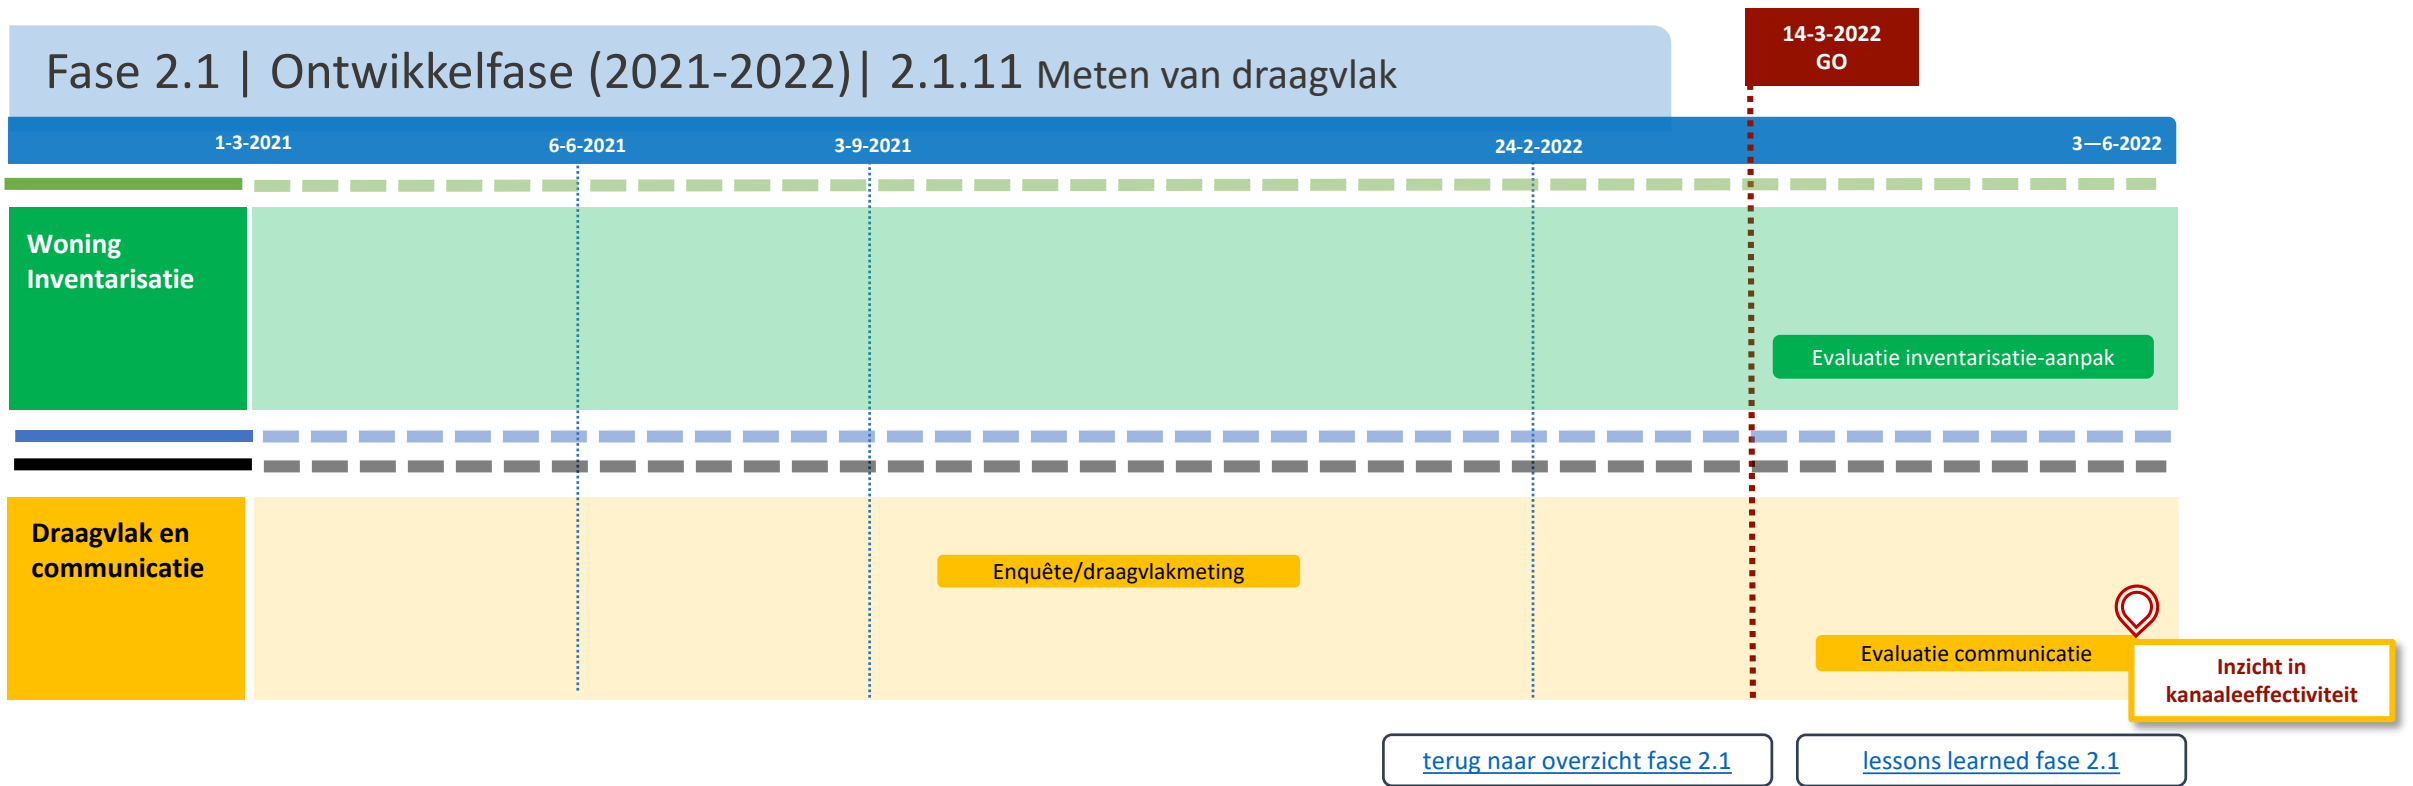 14-3-2022
GO
Fase 2.1 | Ontwikkelfase (2021-2022)| 2.1.11 Meten van draagvlak
1-3-2021
6-6-2021
3-9-2021
24-2-2022
3—6-2022
Woning
Inventarisatie
Evaluatie inventarisatie-aanpak
Draagvlak en
communicatie
Enquête/draagvlakmeting
Evaluatie communicatie
Inzicht in
kanaaleeffectiviteit
terug naar overzicht fase 2.1
lessons learned fase 2.1